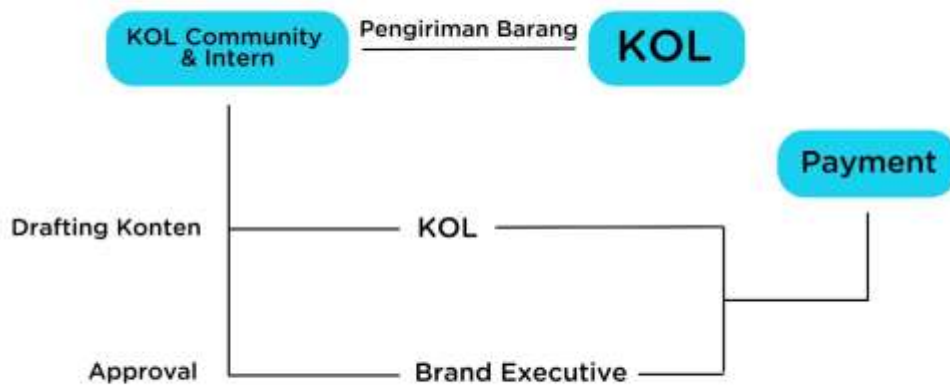 KOL Community
& Intern
Pengiriman Barang
KOL
Payment
Drafting Konten
KOL
Approval
Brand Executive